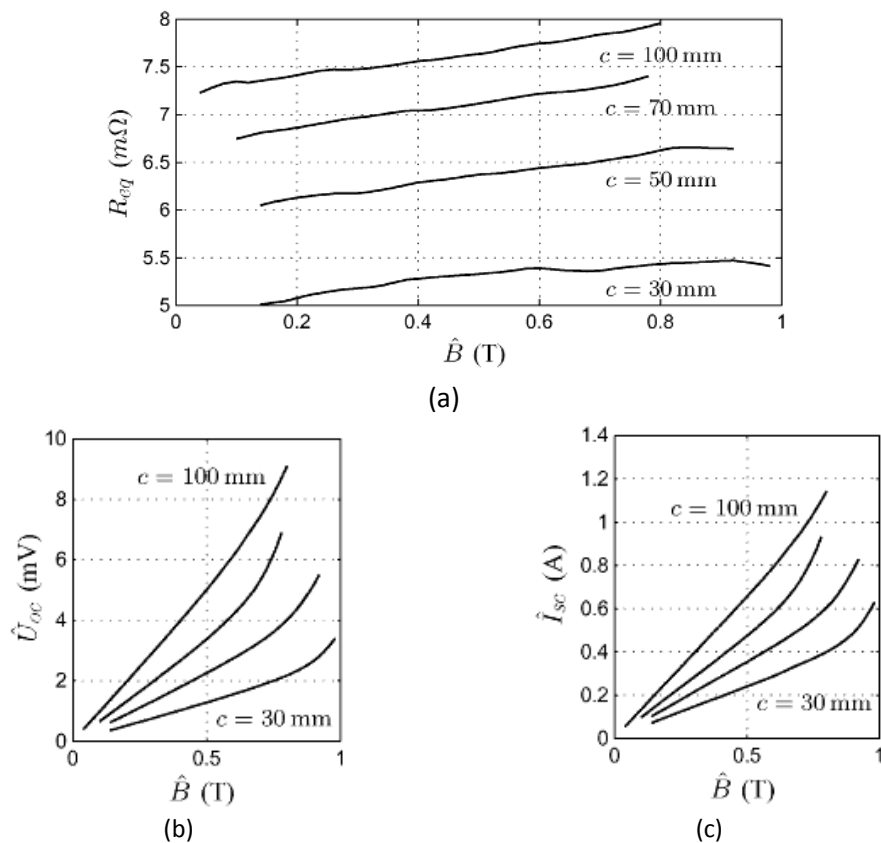 8
7.5
7
6.5
6
5.5
5
R_eq (mΩ)
c = 100 mm
c = 70 mm
c = 50 mm
c = 30 mm
0 0.2 0.4 0.6 0.8 1
B̂ (T)
(a)
10
8
6
4
2
0
Û_oc (mV)
c = 100 mm
c = 30 mm
0 0.5 1
B̂ (T)
(b)
1.4
1.2
1
0.8
0.6
0.4
0.2
0
Î_sc (A)
c = 100 mm
c = 30 mm
0 0.5 1
B̂ (T)
(c)